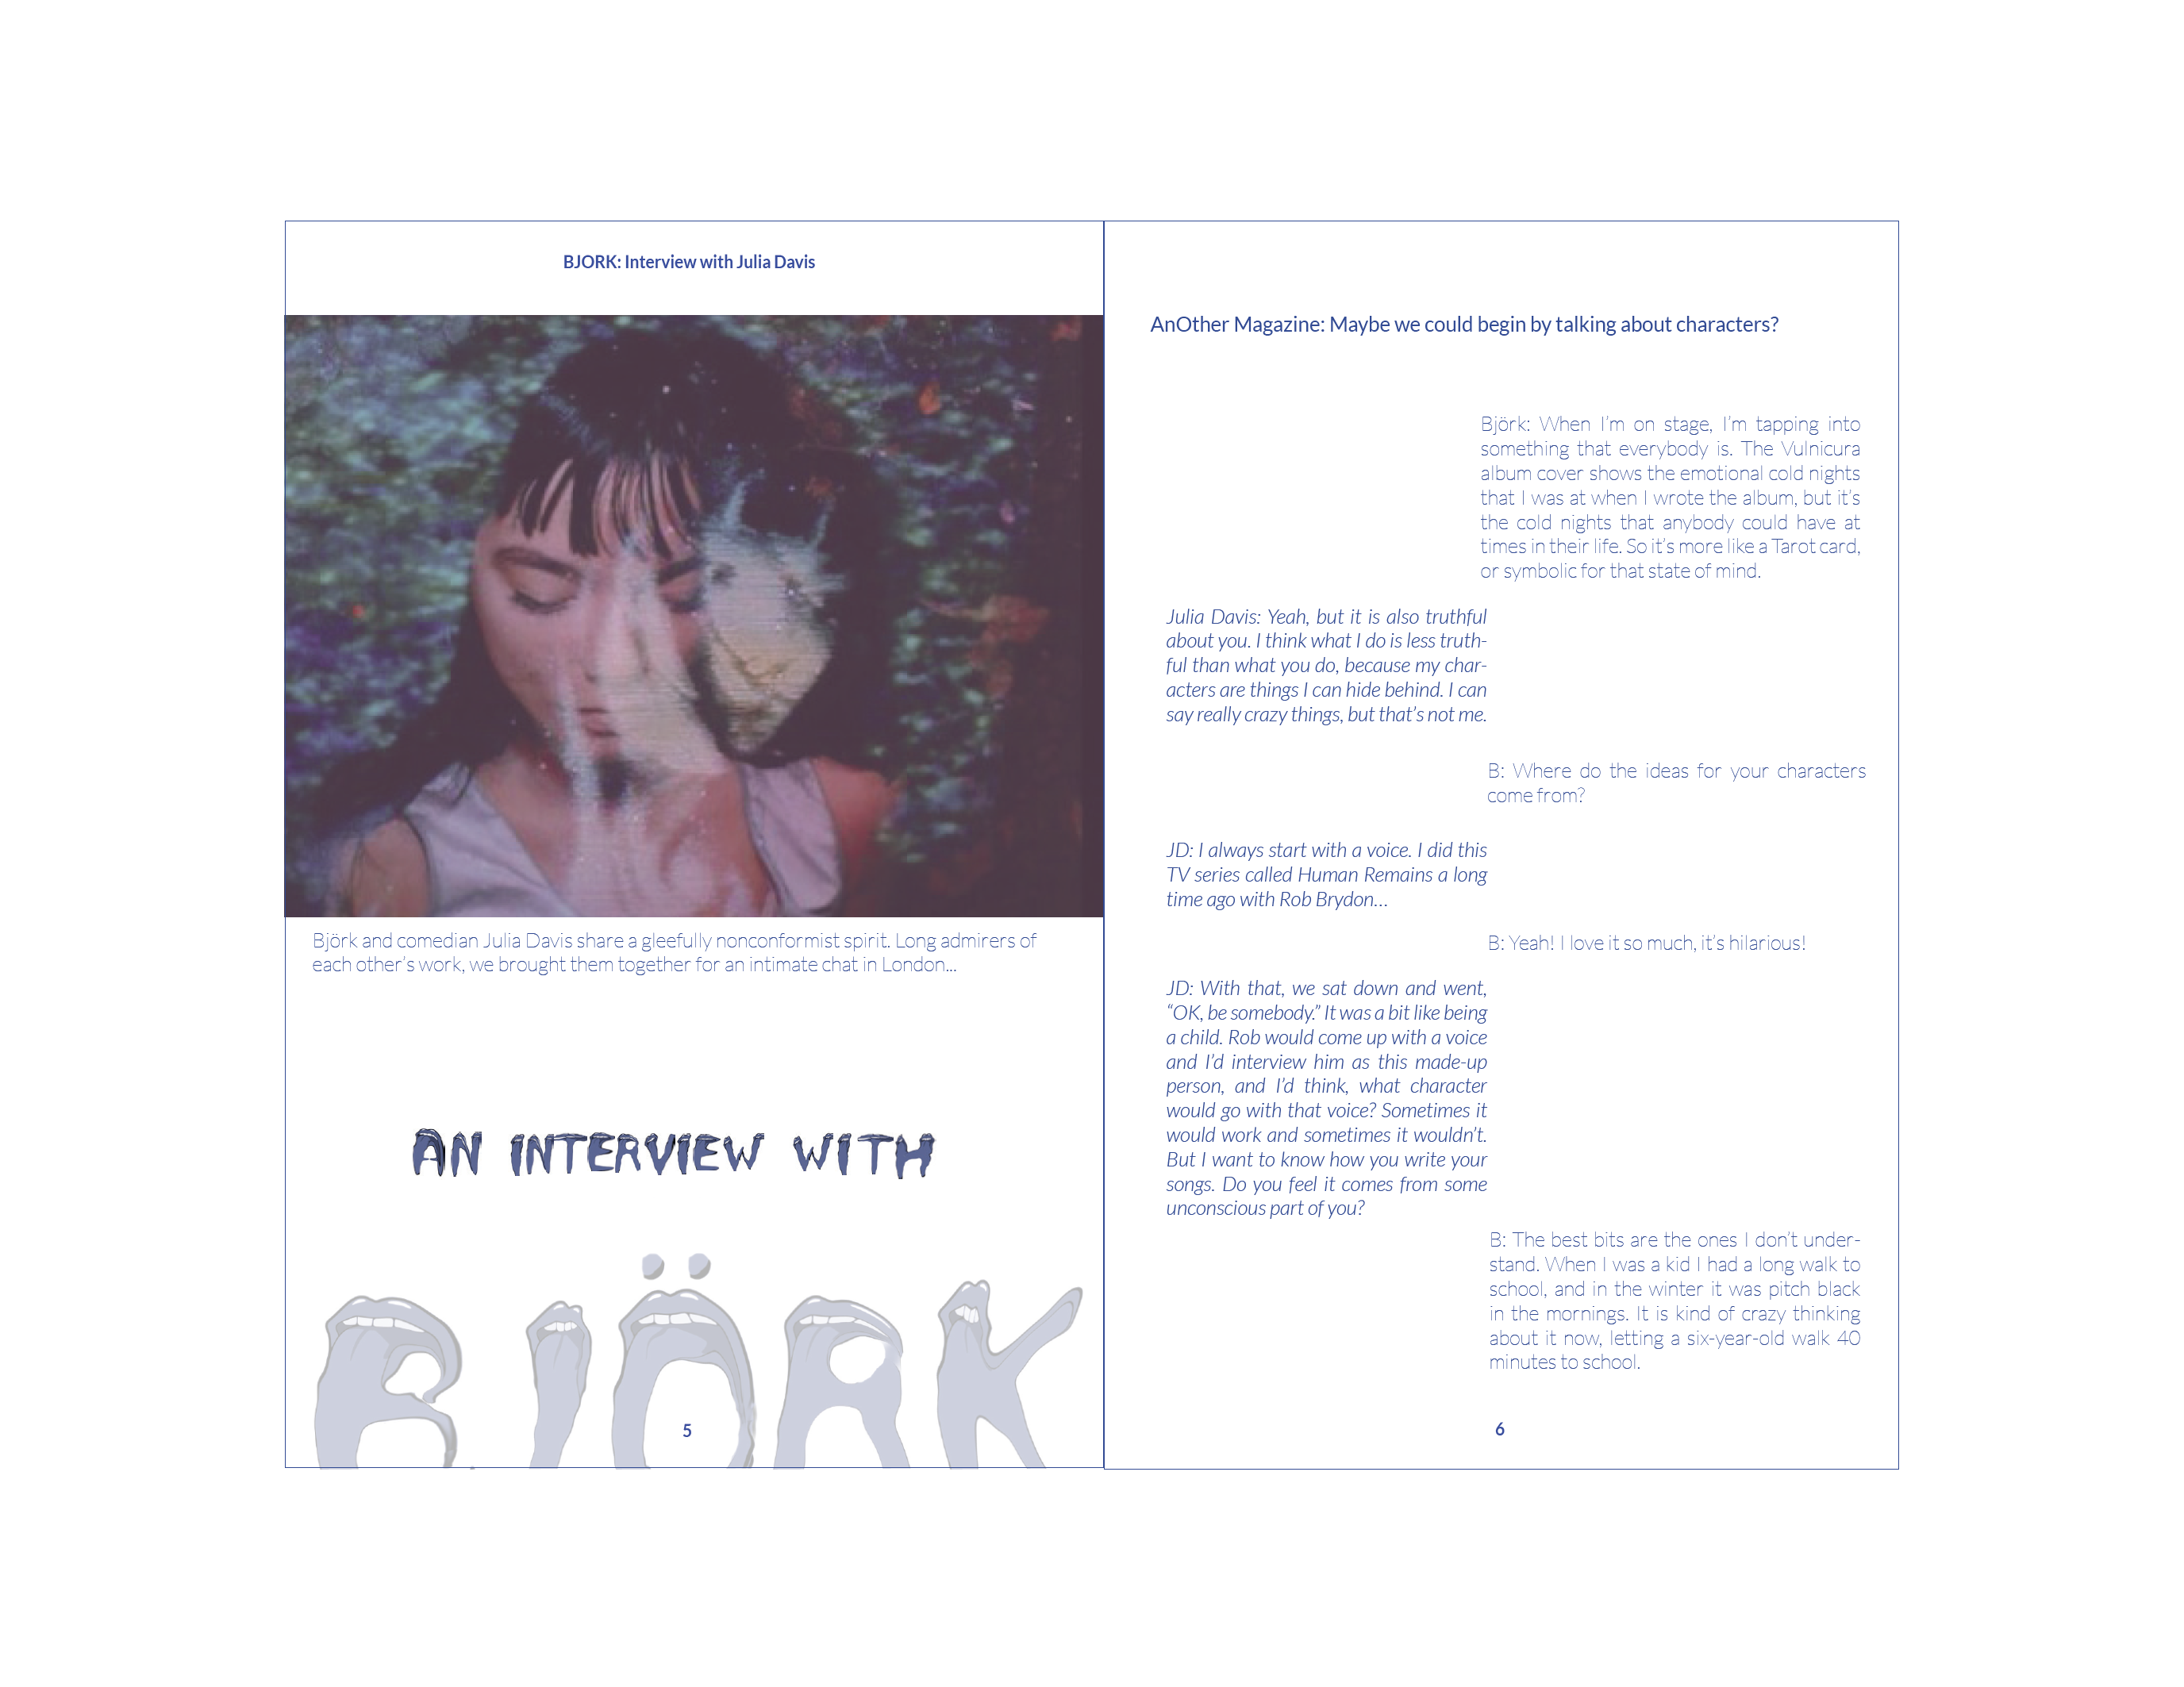 BJORK: Interview with Julia Davis
Björk and comedian Julia Davis share a gleefully nonconformist spirit. Long admirers of
each other's work, we brought them together for an intimate chat in London...
AN INTERVIEW WITH
BJÖRK
5
AnOther Magazine: Maybe we could begin by talking about characters?
Björk: When I'm on stage, I'm tapping into
something that everybody is. The Vulnicura
album cover shows the emotional cold nights
that I was at when I wrote the album, but it's
the cold nights that anybody could have at
times in their life. So it's more like a Tarot card,
or symbolic for that state of mind.
Julia Davis: Yeah, but it is also truthful
about you. I think what I do is less truth-
ful than what you do, because my char-
acters are things I can hide behind. I can
say really crazy things, but that's not me.
B: Where do the ideas for your characters
come from?
JD: I always start with a voice. I did this
TV series called Human Remains a long
time ago with Rob Brydon…
B: Yeah! I love it so much, it's hilarious!
JD: With that, we sat down and went,
“OK, be somebody.” It was a bit like being
a child. Rob would come up with a voice
and I'd interview him as this made-up
person, and I'd think, what character
would go with that voice? Sometimes it
would work and sometimes it wouldn't.
But I want to know how you write your
songs. Do you feel it comes from some
unconscious part of you?
B: The best bits are the ones I don't under-
stand. When I was a kid I had a long walk to
school, and in the winter it was pitch black
in the mornings. It is kind of crazy thinking
about it now, letting a six-year-old walk 40
minutes to school.
6